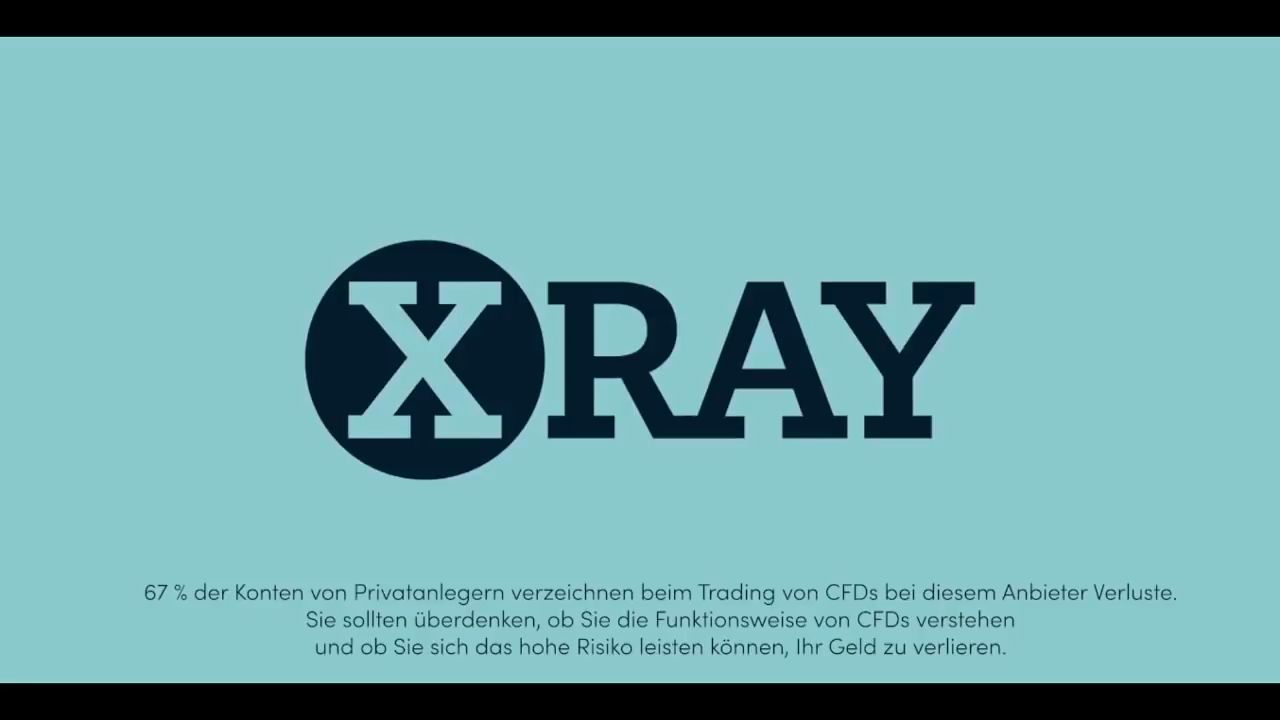 XRAY
67 % der Konten von Privatanlegern verzeichnen beim Trading von CFDs bei diesem Anbieter Verluste.
Sie sollten überdenken, ob Sie die Funktionsweise von CFDs verstehen
und ob Sie sich das hohe Risiko leisten können, Ihr Geld zu verlieren.